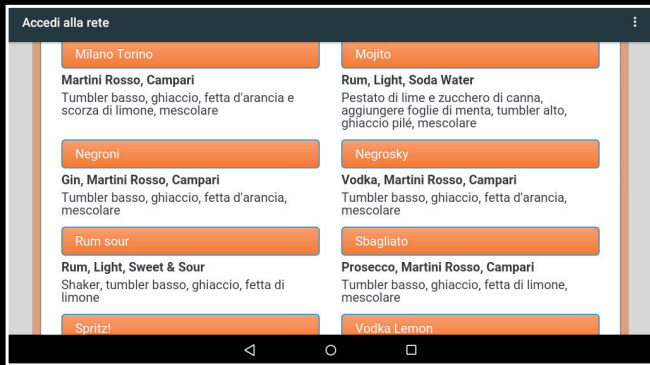 Accedi alla rete
Milano Torino
Martini Rosso, Campari
Tumbler basso, ghiaccio, fetta d'arancia e
scorza di limone, mescolare
Mojito
Rum, Light, Soda Water
Pestato di lime e zucchero di canna,
aggiungere foglie di menta, tumbler alto,
ghiaccio pilé, mescolare
Negroni
Gin, Martini Rosso, Campari
Tumbler basso, ghiaccio, fetta d'arancia,
mescolare
Negrosky
Vodka, Martini Rosso, Campari
Tumbler basso, ghiaccio, fetta d'arancia,
mescolare
Rum sour
Rum, Light, Sweet & Sour
Shaker, tumbler basso, ghiaccio, fetta di
limone
Sbagliato
Prosecco, Martini Rosso, Campari
Tumbler basso, ghiaccio, fetta di limone,
mescolare
Spritz!
Vodka Lemon